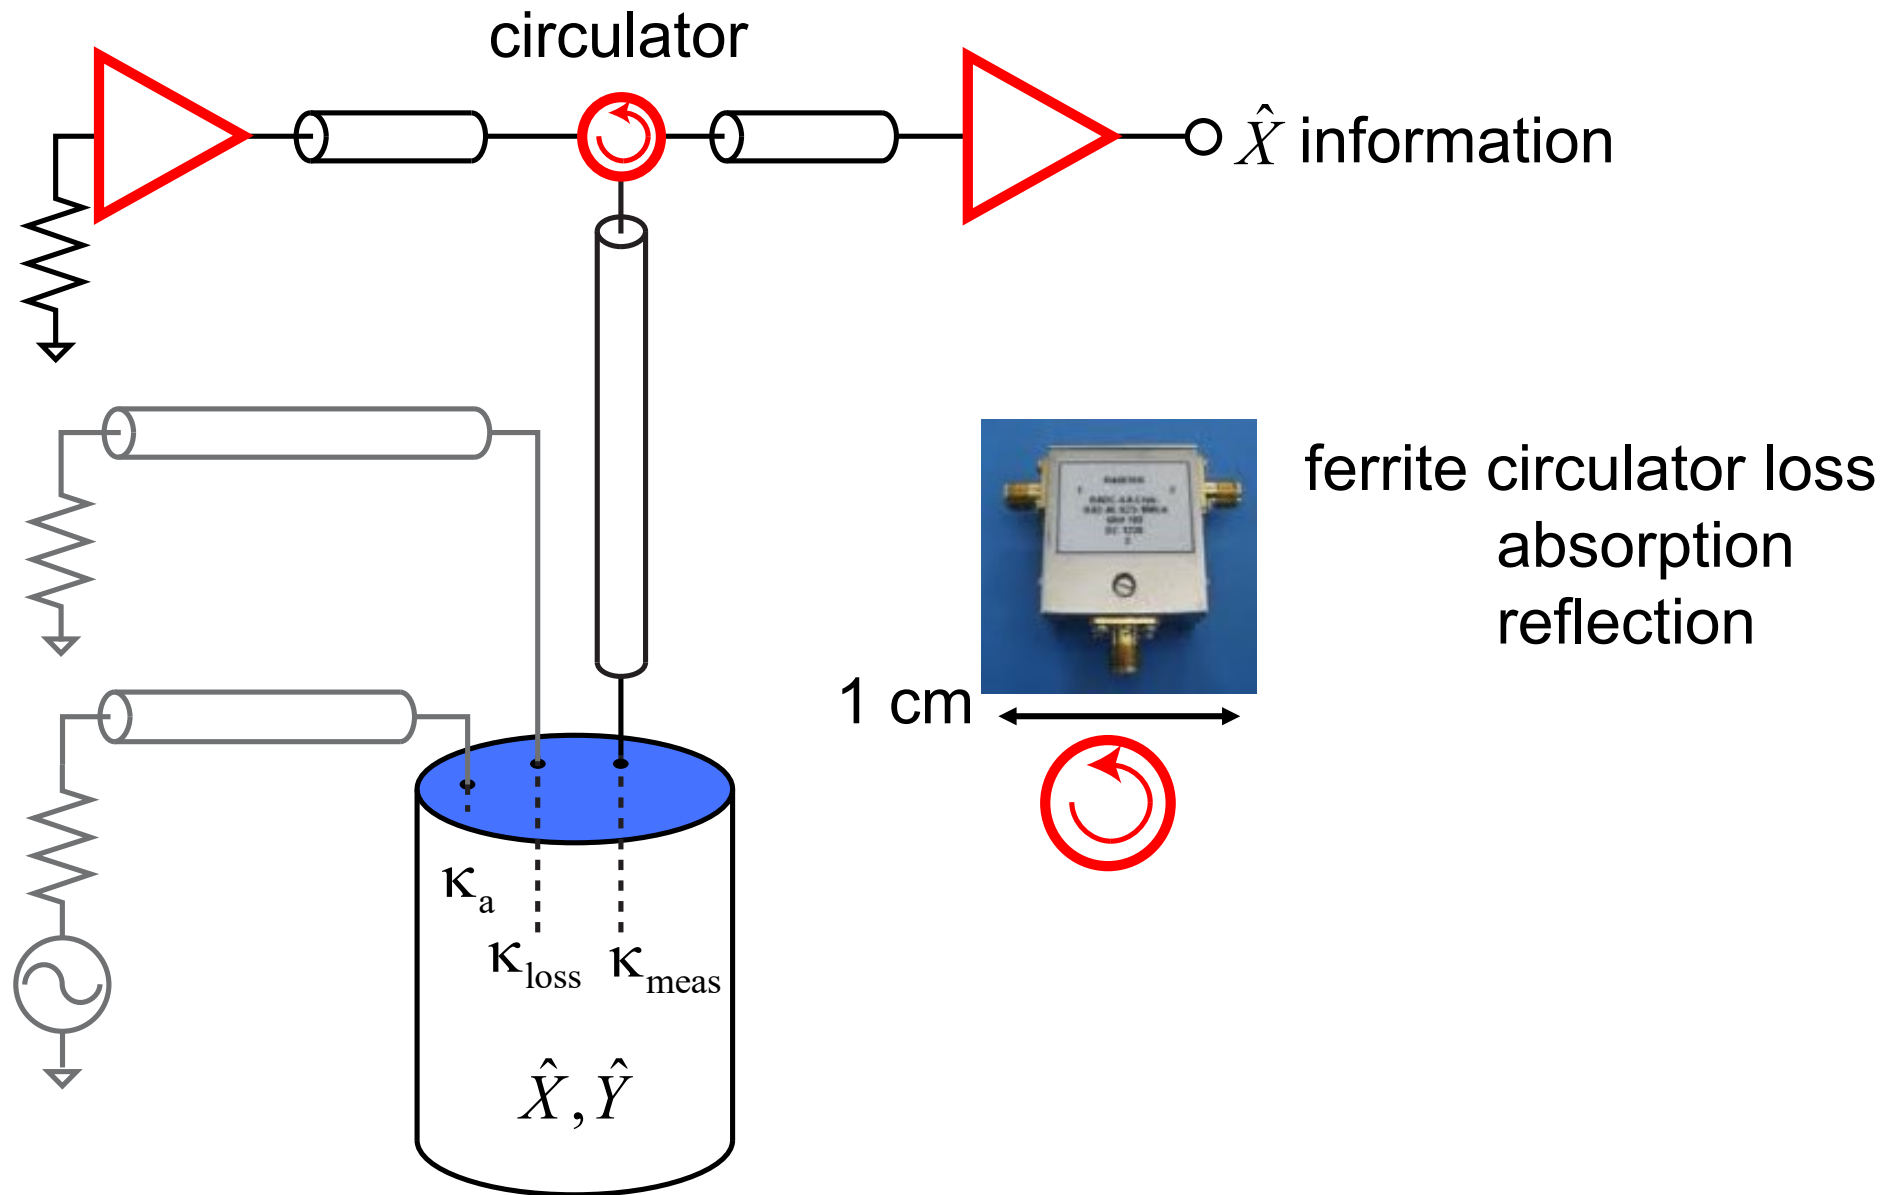 circulator
X̂ information
ferrite circulator loss
absorption
reflection
1 cm
κa
κloss
κmeas
X̂, Ŷ